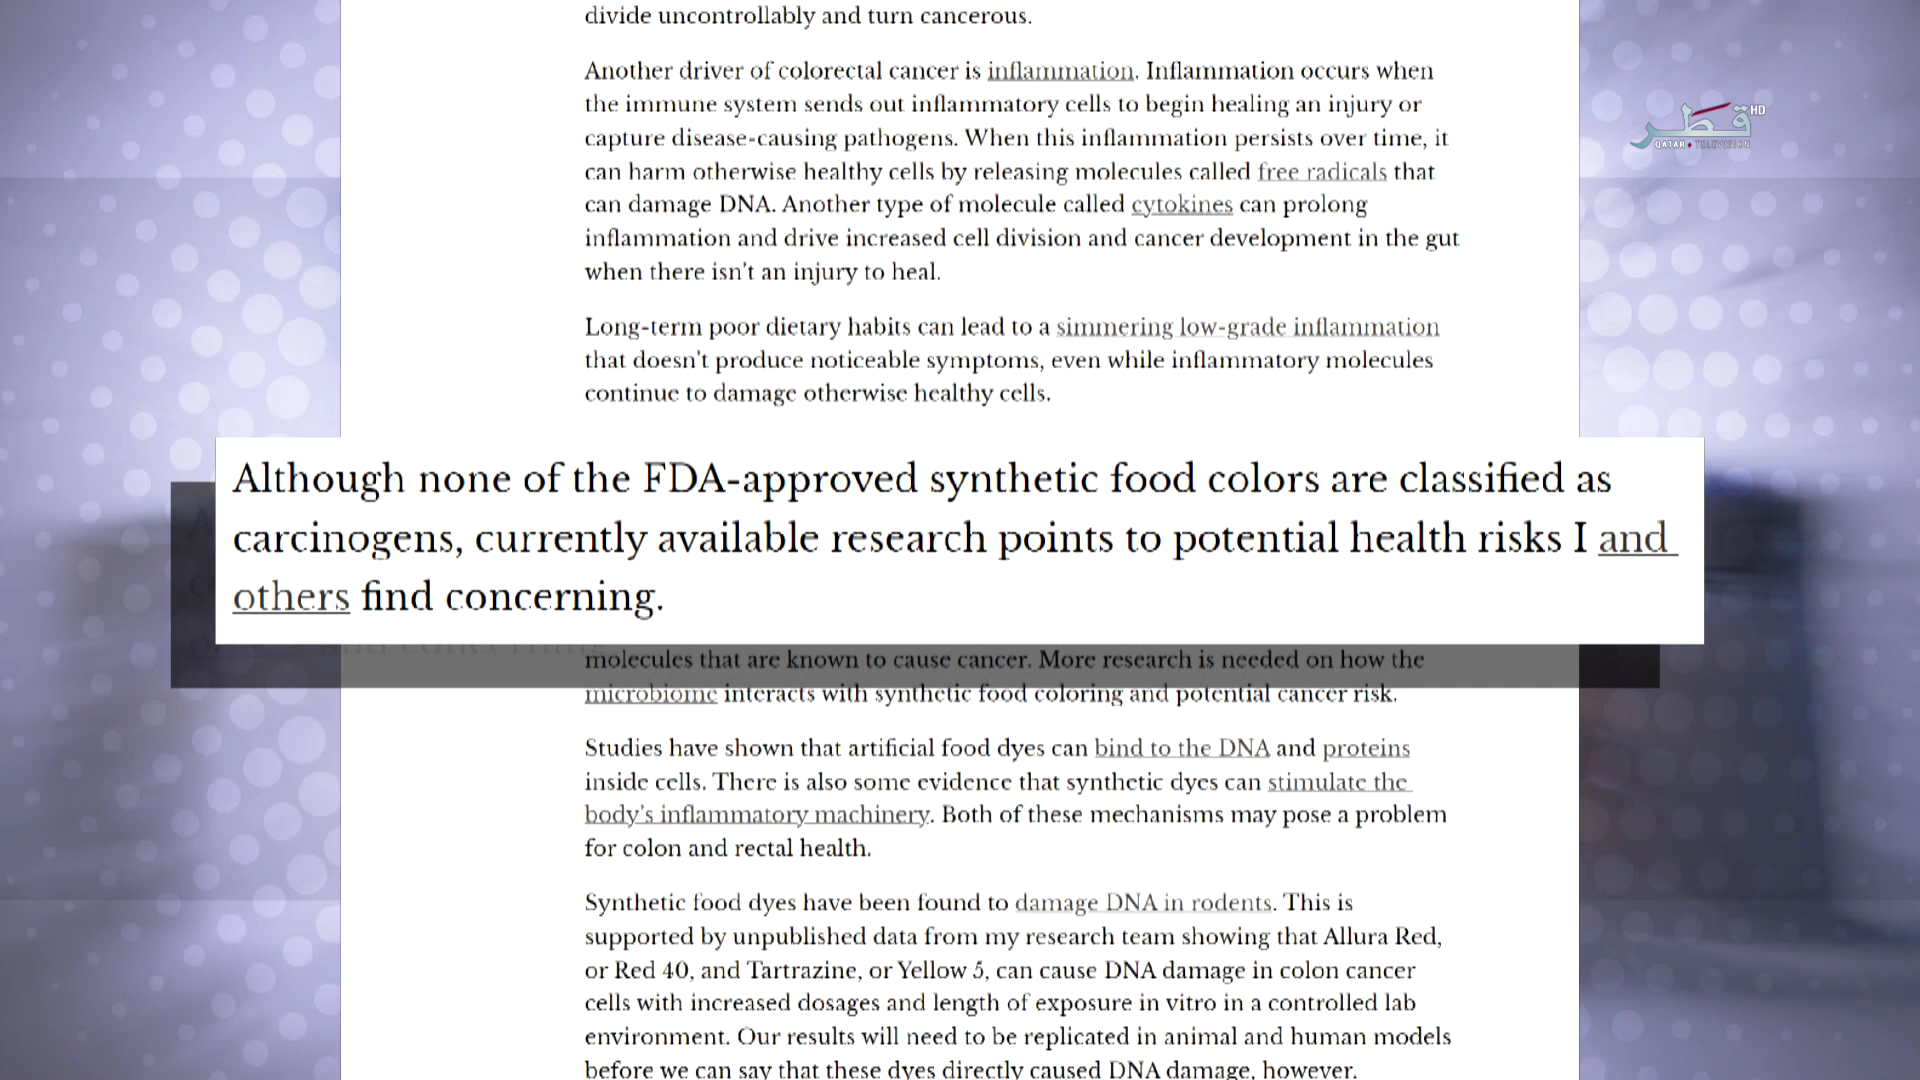 divide uncontrollably and turn cancerous.
Another driver of colorectal cancer is inflammation. Inflammation occurs when
the immune system sends out inflammatory cells to begin healing an injury or
capture disease-causing pathogens. When this inflammation persists over time, it
can harm otherwise healthy cells by releasing molecules called free radicals that
can damage DNA. Another type of molecule called cytokines can prolong
inflammation and drive increased cell division and cancer development in the gut
when there isn't an injury to heal.
Long-term poor dietary habits can lead to a simmering low-grade inflammation
that doesn't produce noticeable symptoms, even while inflammatory molecules
continue to damage otherwise healthy cells.
Although none of the FDA-approved synthetic food colors are classified as
carcinogens, currently available research points to potential health risks I and
others find concerning.
molecules that are known to cause cancer. More research is needed on how the
microbiome interacts with synthetic food coloring and potential cancer risk.
Studies have shown that artificial food dyes can bind to the DNA and proteins
inside cells. There is also some evidence that synthetic dyes can stimulate the
body's inflammatory machinery. Both of these mechanisms may pose a problem
for colon and rectal health.
Synthetic food dyes have been found to damage DNA in rodents. This is
supported by unpublished data from my research team showing that Allura Red,
or Red 40, and Tartrazine, or Yellow 5, can cause DNA damage in colon cancer
cells with increased dosages and length of exposure in vitro in a controlled lab
environment. Our results will need to be replicated in animal and human models
before we can say that these dyes directly caused DNA damage, however.
قطر HD
QATAR TELEVISION